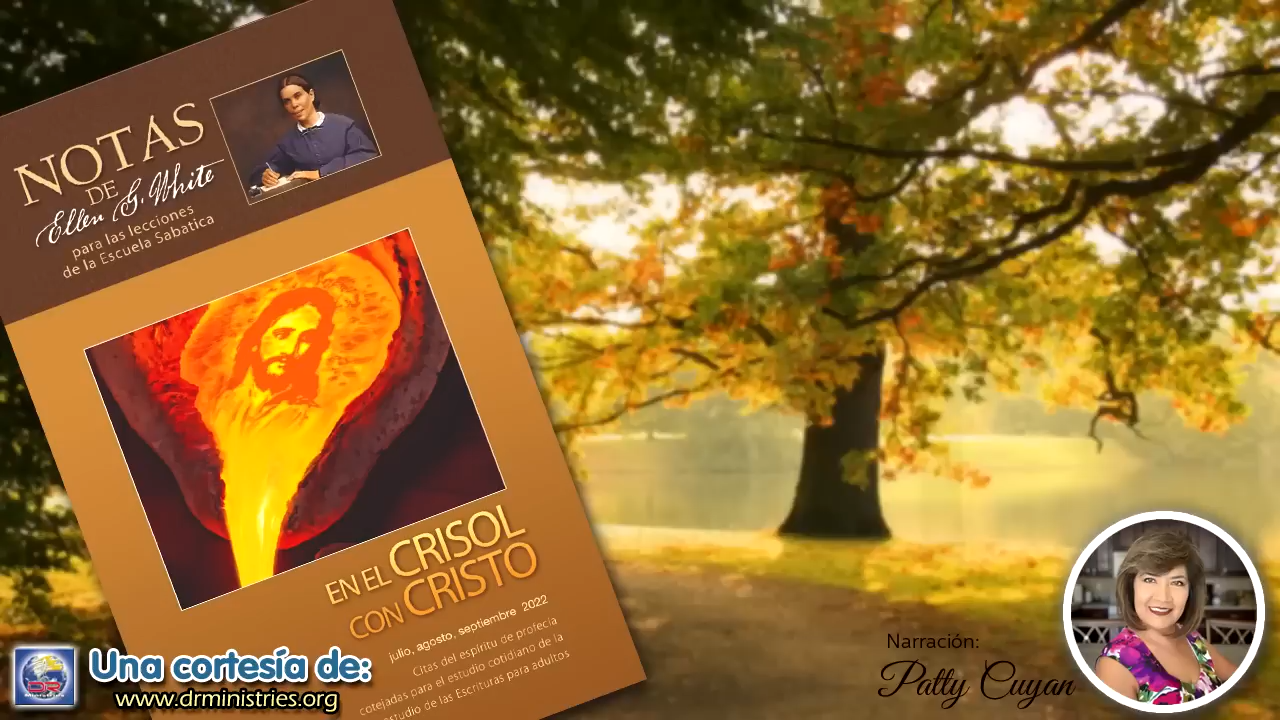 NOTAS
DE
Ellen G. White
para las lecciones
de la Escuela Sabatica
EN EL CRISOL
CON CRISTO
julio, agosto, septiembre 2022
Citas del espíritu de profecía
cotejadas para el estudio cotidiano de la
estudio de las Escrituras para adultos
Una cortesía de:
www.drministries.org
DR
Narración:
Patty Cuyan